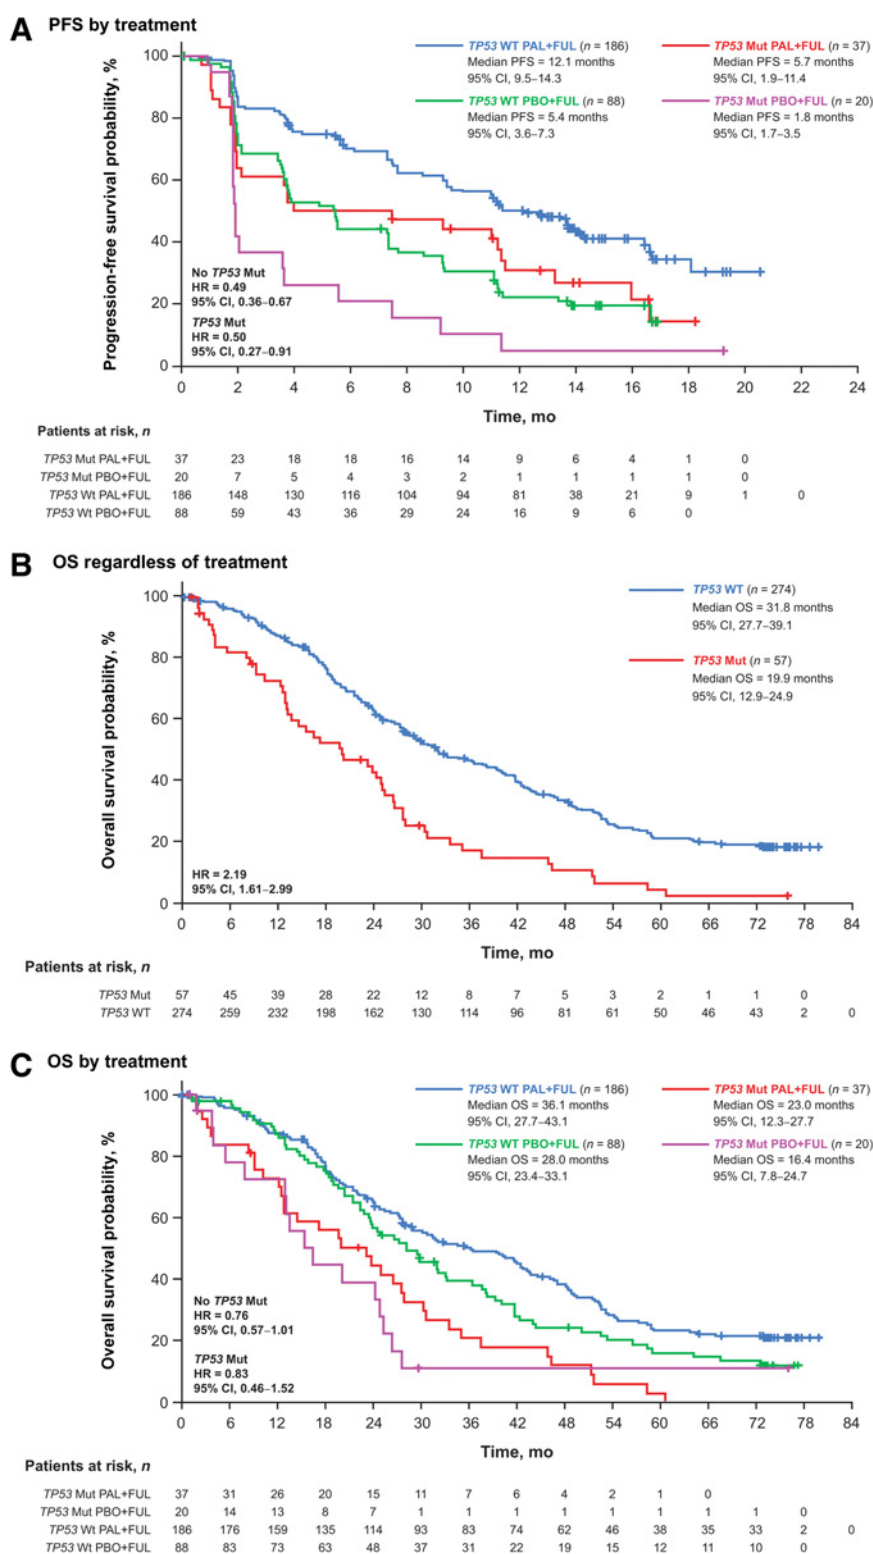 A PFS by treatment
TP53 WT PAL+FUL (n = 186)
Median PFS = 12.1 months
95% CI, 9.5–14.3
TP53 Mut PAL+FUL (n = 37)
Median PFS = 5.7 months
95% CI, 1.9–11.4
TP53 WT PBO+FUL (n = 88)
Median PFS = 5.4 months
95% CI, 3.6–7.3
TP53 Mut PBO+FUL (n = 20)
Median PFS = 1.8 months
95% CI, 1.7–3.5
Progression-free survival probability, %
100
80
60
40
20
0
No TP53 Mut
HR = 0.49
95% CI, 0.36–0.67
TP53 Mut
HR = 0.50
95% CI, 0.27–0.91
0 2 4 6 8 10 12 14 16 18 20 22 24
Time, mo
Patients at risk, n
TP53 Mut PAL+FUL 37 23 18 18 16 14 9 6 4 1 0
TP53 Mut PBO+FUL 20 7 5 4 3 2 1 1 1 1 0
TP53 Wt PAL+FUL 186 148 130 116 104 94 81 38 21 9 1 0
TP53 Wt PBO+FUL 88 59 43 36 29 24 16 9 6 0
B OS regardless of treatment
TP53 WT (n = 274)
Median OS = 31.8 months
95% CI, 27.7–39.1
TP53 Mut (n = 57)
Median OS = 19.9 months
95% CI, 12.9–24.9
Overall survival probability, %
100
80
60
40
20
0
HR = 2.19
95% CI, 1.61–2.99
0 6 12 18 24 30 36 42 48 54 60 66 72 78 84
Time, mo
Patients at risk, n
TP53 Mut 57 45 39 28 22 12 8 7 5 3 2 1 1 0
TP53 WT 274 259 232 198 162 130 114 96 81 61 50 46 43 2 0
C OS by treatment
TP53 WT PAL+FUL (n = 186)
Median OS = 36.1 months
95% CI, 27.7–43.1
TP53 Mut PAL+FUL (n = 37)
Median OS = 23.0 months
95% CI, 12.3–27.7
TP53 WT PBO+FUL (n = 88)
Median OS = 28.0 months
95% CI, 23.4–33.1
TP53 Mut PBO+FUL (n = 20)
Median OS = 16.4 months
95% CI, 7.8–24.7
Overall survival probability, %
100
80
60
40
20
0
No TP53 Mut
HR = 0.76
95% CI, 0.57–1.01
TP53 Mut
HR = 0.83
95% CI, 0.46–1.52
0 6 12 18 24 30 36 42 48 54 60 66 72 78 84
Time, mo
Patients at risk, n
TP53 Mut PAL+FUL 37 31 26 20 15 11 7 6 4 2 1 0
TP53 Mut PBO+FUL 20 14 13 8 7 1 1 1 1 1 1 1 1 0
TP53 Wt PAL+FUL 186 176 159 135 114 93 83 74 62 46 38 35 33 2 0
TP53 Wt PBO+FUL 88 83 73 63 48 37 31 22 19 15 12 11 10 0